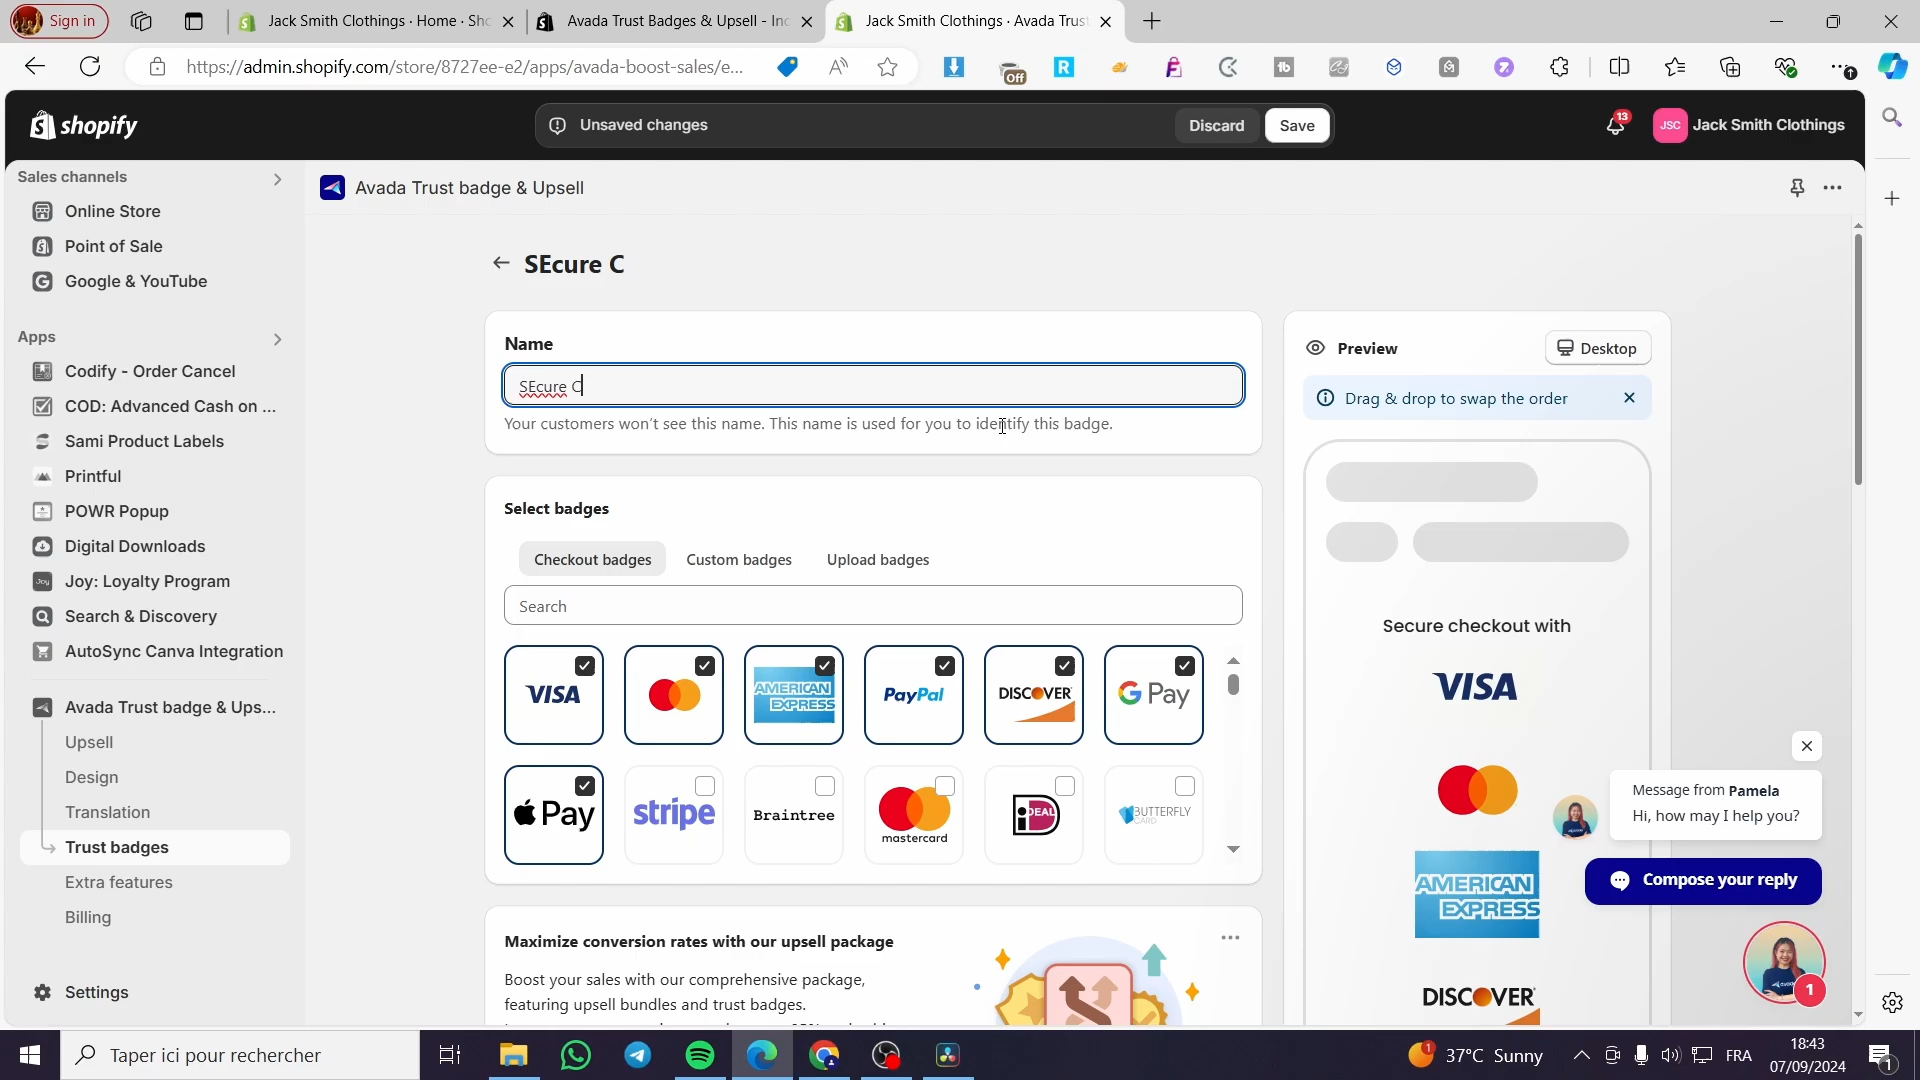 Sign in
Jack Smith Clothings · Home · Sho
Avada Trust Badges & Upsell - Inc
Jack Smith Clothings · Avada Trust
https://admin.shopify.com/store/8727ee-e2/apps/avada-boost-sales/e...
Off
shopify
Unsaved changes
Discard
Save
13
JSC
Jack Smith Clothings
Sales channels
Online Store
Point of Sale
Google & YouTube
Apps
Codify - Order Cancel
COD: Advanced Cash on ...
Sami Product Labels
Printful
POWR Popup
Digital Downloads
Joy: Loyalty Program
Search & Discovery
AutoSync Canva Integration
Avada Trust badge & Ups...
Upsell
Design
Translation
Trust badges
Extra features
Billing
Settings
Avada Trust badge & Upsell
SEcure C
Name
SEcure C
Your customers won't see this name. This name is used for you to identify this badge.
Select badges
Checkout badges
Custom badges
Upload badges
Search
VISA
AMERICAN EXPRESS
PayPal
DISCOVER
G Pay
Pay
stripe
Braintree
mastercard
iDEAL
BUTTERFLY CARD
Maximize conversion rates with our upsell package
Boost your sales with our comprehensive package,
featuring upsell bundles and trust badges.
Preview
Desktop
Drag & drop to swap the order
Secure checkout with
VISA
AMERICAN EXPRESS
DISCOVER
Message from Pamela
Hi, how may I help you?
Compose your reply
1
Taper ici pour rechercher
1
37°C Sunny
FRA
18:43
07/09/2024
1